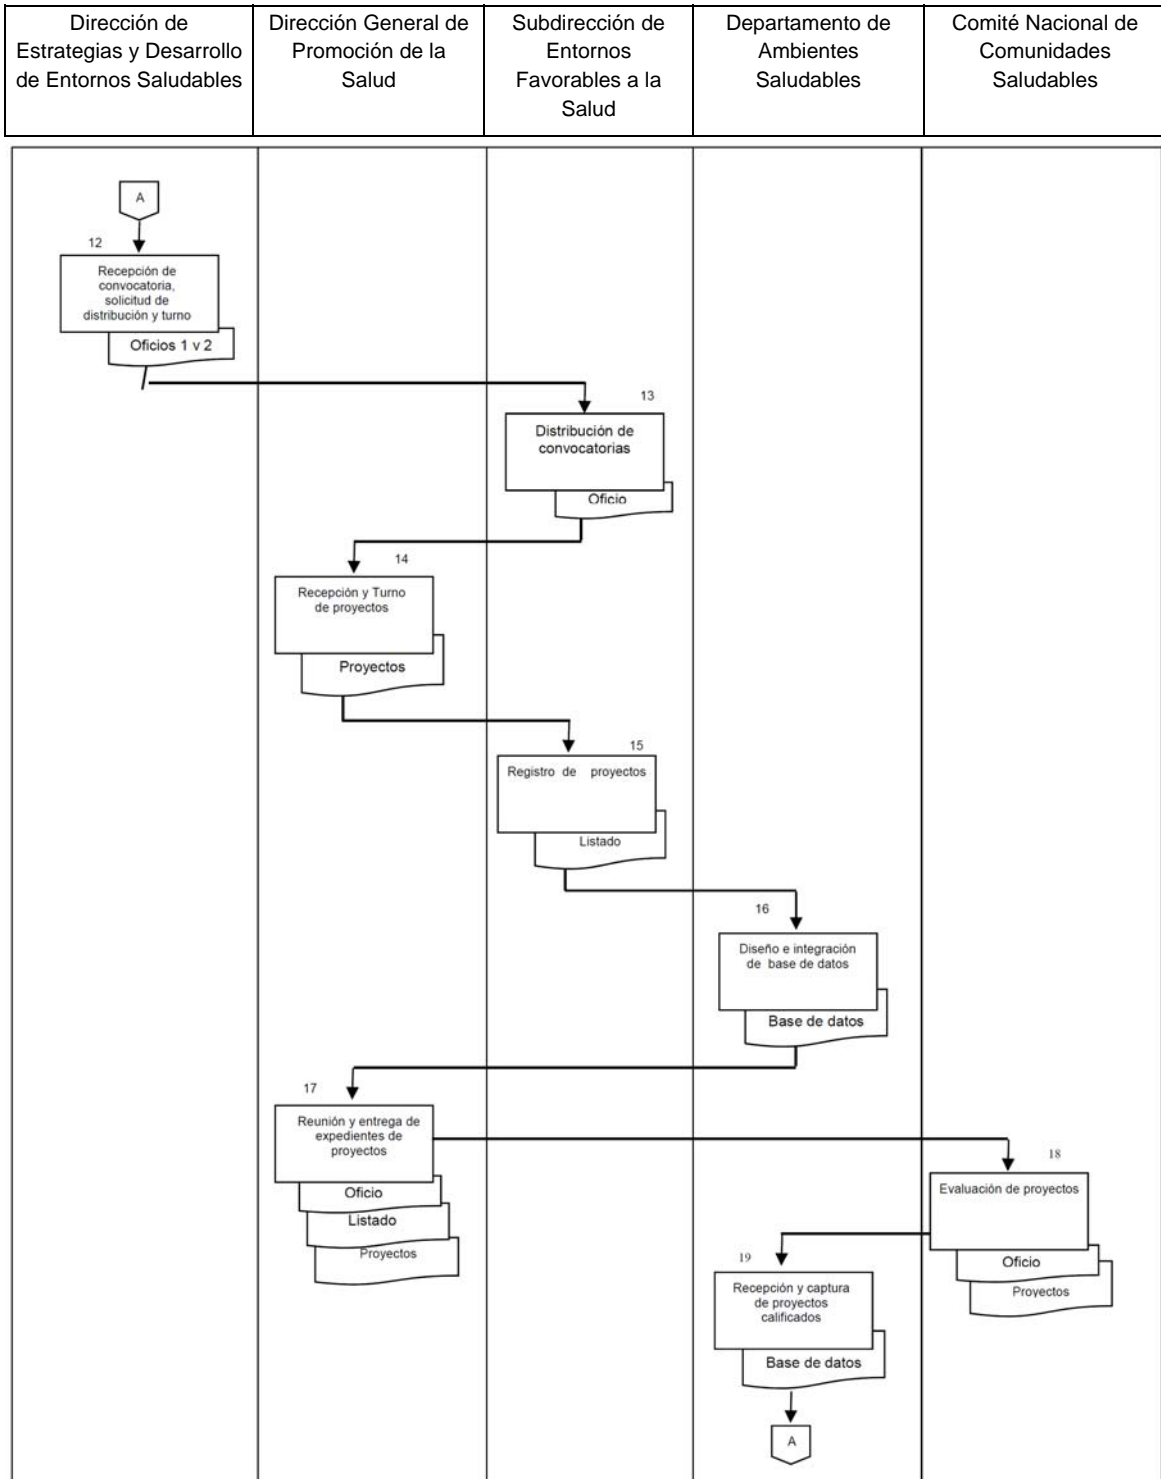 Dirección de
Estrategias y Desarrollo
de Entornos Saludables
Dirección General de
Promoción de la
Salud
Subdirección de
Entornos
Favorables a la
Salud
Departamento de
Ambientes
Saludables
Comité Nacional de
Comunidades
Saludables
A
12
Recepción de
convocatoria,
solicitud de
distribución y turno
Oficios 1 v 2
13
Distribución de
convocatorias
Oficio
14
Recepción y Turno
de proyectos
Proyectos
15
Registro de proyectos
Listado
16
Diseño e integración
de base de datos
Base de datos
17
Reunión y entrega de
expedientes de
proyectos
Oficio
Listado
Proyectos
18
Evaluación de proyectos
Oficio
Proyectos
19
Recepción y captura
de proyectos
calificados
Base de datos
A